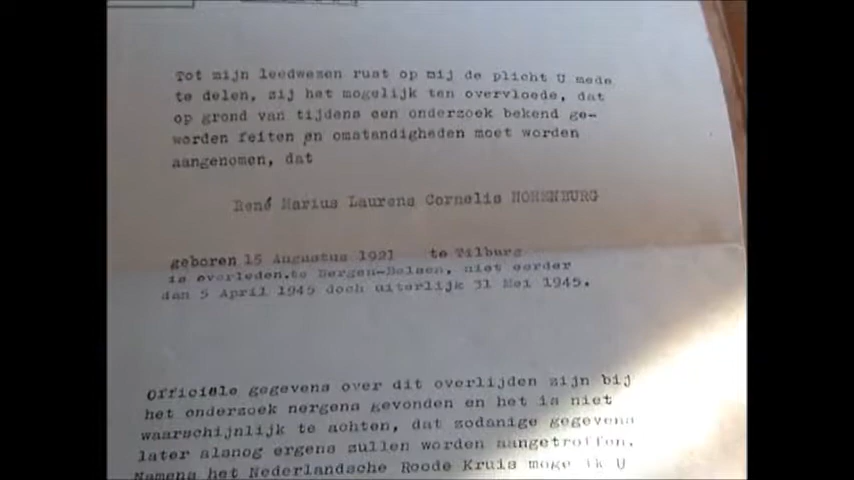 Tot mijn leedwezen rust op mij de plicht U mede
te delen, zij het mogelijk ten overvloede, dat
op grond van tijdens een onderzoek bekend ge-
worden feiten en omstandigheden moet worden
aangenomen, dat
René Marius Laurens Cornelis NORENBURG
geboren 15 Augustus 1921 te Tilburg
is overleden.te Bergen-Belsen, niet eerder
dan 5 April 1945 doch uiterlijk 31 Mei 1945.
Officiële gegevens over dit overlijden zijn bij
het onderzoek nergens gevonden en het is niet
waarschijnlijk te achten, dat zodanige gegevens
later alsnog ergens zullen worden aangetroffen.
Namens het Nederlandsche Roode Kruis moge ik U